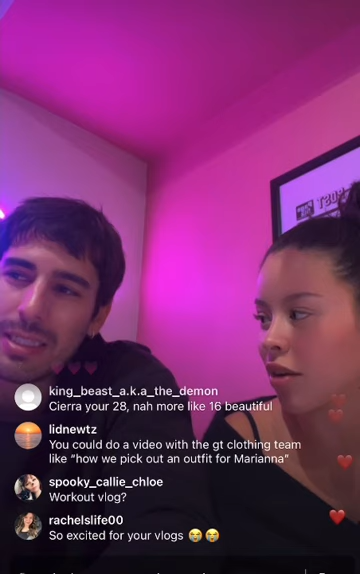 king_beast_a.k.a_the_demon
Cierra your 28, nah more like 16 beautiful
lidnewtz
You could do a video with the gt clothing team
like “how we pick out an outfit for Marianna”
spooky_callie_chloe
Workout vlog?
rachelslife00
So excited for your vlogs 😭😭